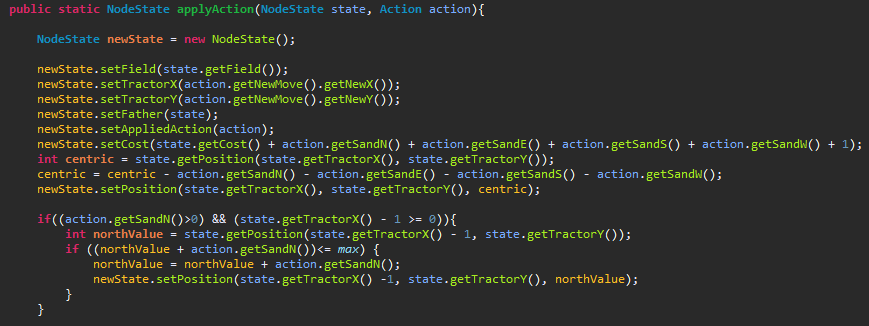 public static NodeState applyAction(NodeState state, Action action){
NodeState newState = new NodeState();
newState.setField(state.getField());
newState.setTractorX(action.getNewMove().getNewX());
newState.setTractorY(action.getNewMove().getNewY());
newState.setFather(state);
newState.setAppliedAction(action);
newState.setCost(state.getCost() + action.getSandN() + action.getSandE() + action.getSandS() + action.getSandW() + 1);
int centric = state.getPosition(state.getTractorX(), state.getTractorY());
centric = centric - action.getSandN() - action.getSandE() - action.getSandS() - action.getSandW();
newState.setPosition(state.getTractorX(), state.getTractorY(), centric);
if((action.getSandN()>0) && (state.getTractorX() - 1 >= 0)){
int northValue = state.getPosition(state.getTractorX() - 1, state.getTractorY());
if ((northValue + action.getSandN())<= max) {
northValue = northValue + action.getSandN();
newState.setPosition(state.getTractorX() -1, state.getTractorY(), northValue);
}
}